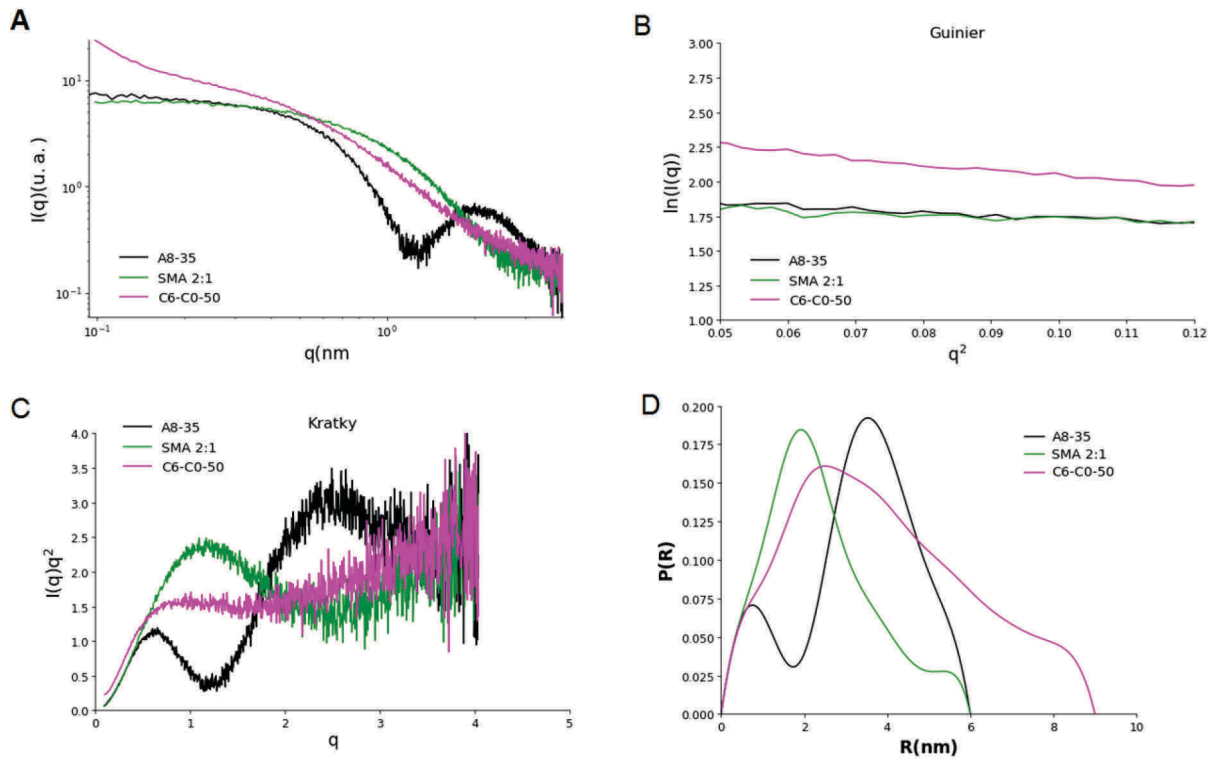 A
I(q)(u. a.)
10¹
10⁰
10⁻¹
A8-35
SMA 2:1
C6-C0-50
10⁻¹
10⁰
q(nm
B
Guinier
ln(I(q))
3.00
2.75
2.50
2.25
2.00
1.75
1.50
1.25
1.00
A8-35
SMA 2:1
C6-C0-50
0.05
0.06
0.07
0.08
0.09
0.10
0.11
0.12
q²
C
Kratky
I(q)q²
A8-35
SMA 2:1
C6-C0-50
4.0
3.5
3.0
2.5
2.0
1.5
1.0
0.5
0.0
0
1
2
3
4
5
q
D
P(R)
0.200
0.175
0.150
0.125
0.100
0.075
0.050
0.025
0.000
A8-35
SMA 2:1
C6-C0-50
0
2
4
6
8
10
R(nm)